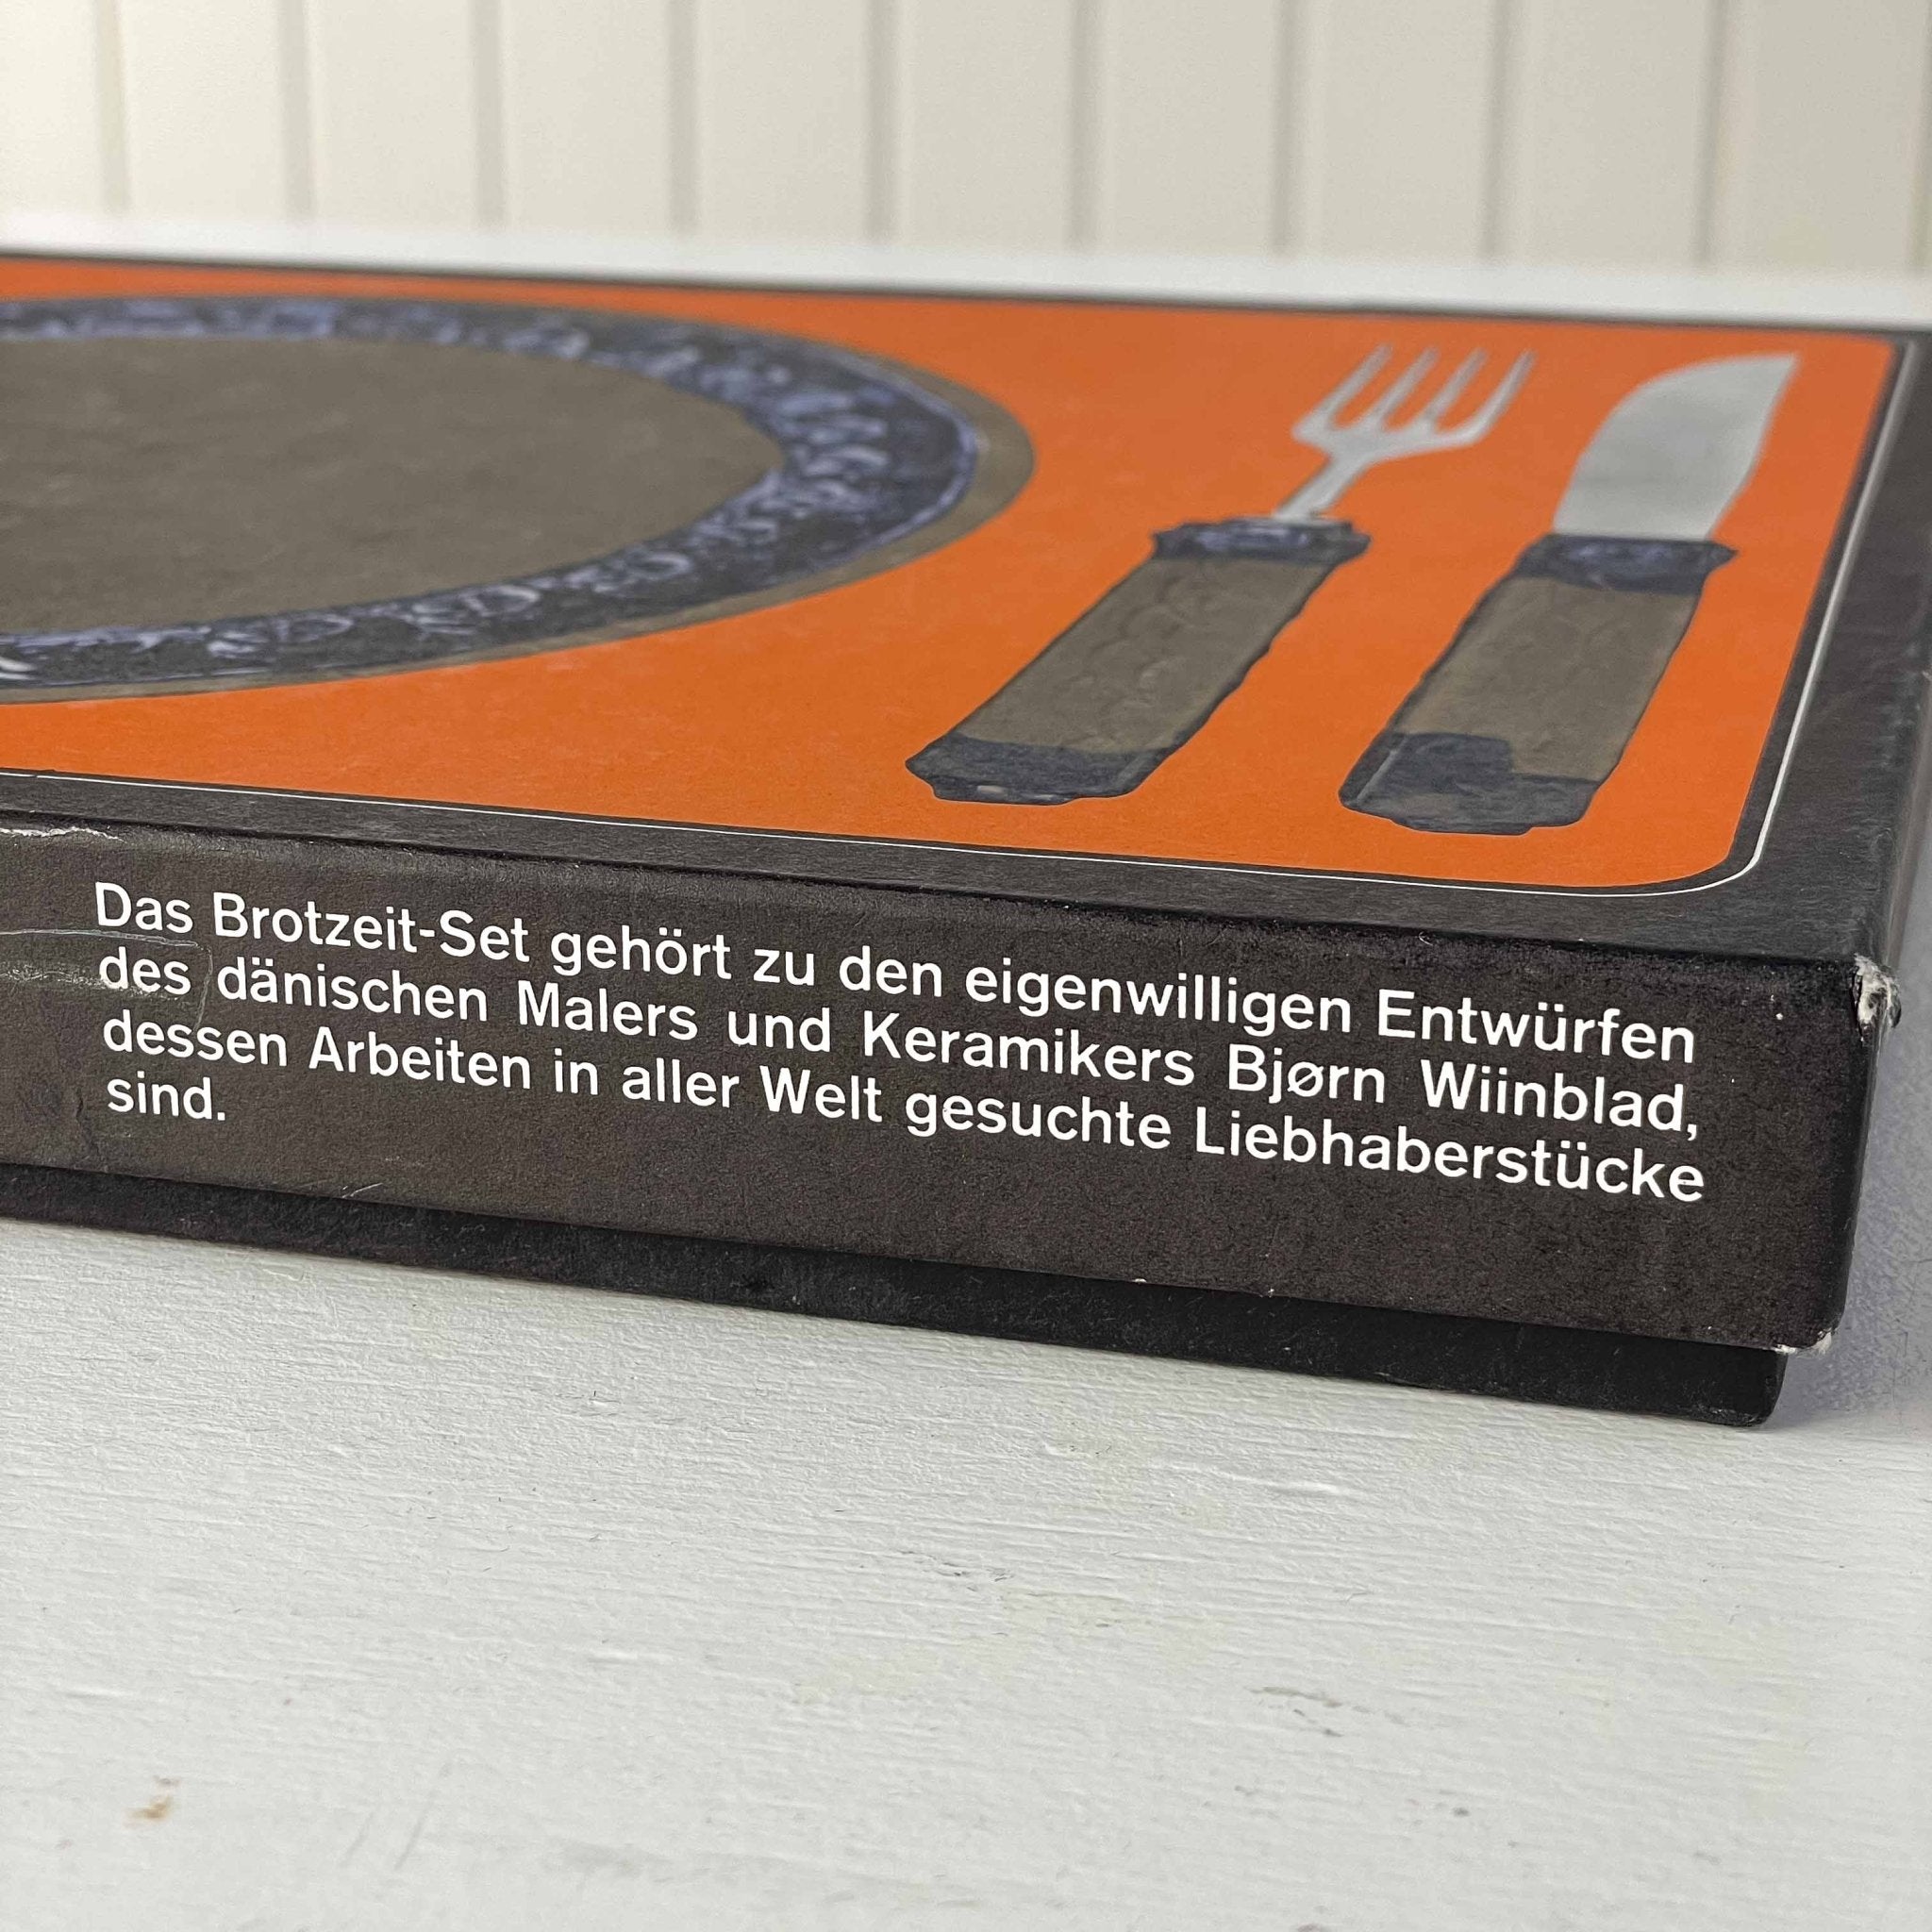 Das Brotzeit-Set gehört zu den eigenwilligen Entwürfen
des dänischen Malers und Keramikers Bjørn Wiinblad,
dessen Arbeiten in aller Welt gesuchte Liebhaberstücke
sind.